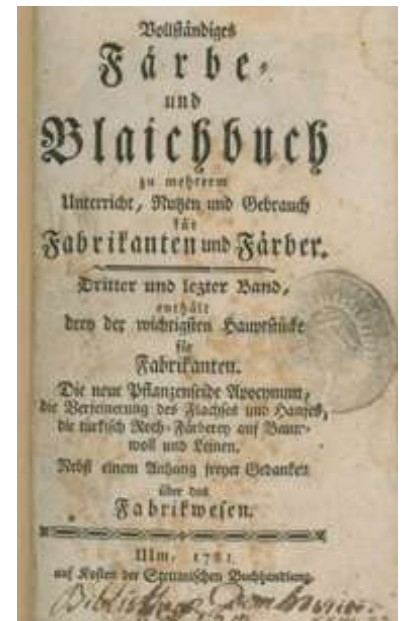 Vollständiges
Färbe-
und
Blaichbuch
zu mehrerm
Unterricht, Nutzen und Gebrauch
für
Fabrikanten und Färber.
Dritter und lezter Band,
enthält
drey der wichtigsten Hauptstücke
für
Fabrikanten.
Die neue Pflanzenseide Apocynum,
die Verfeinerung des Flachses und Hanfes,
die türkisch Roth-Färberey auf Baum-
woll und Leinen.
Nebst einem Anhang freyer Gedanken
über das
Fabrikwesen.
Ulm, 1781
auf Kosten der Stettinischen Buchhandlung.